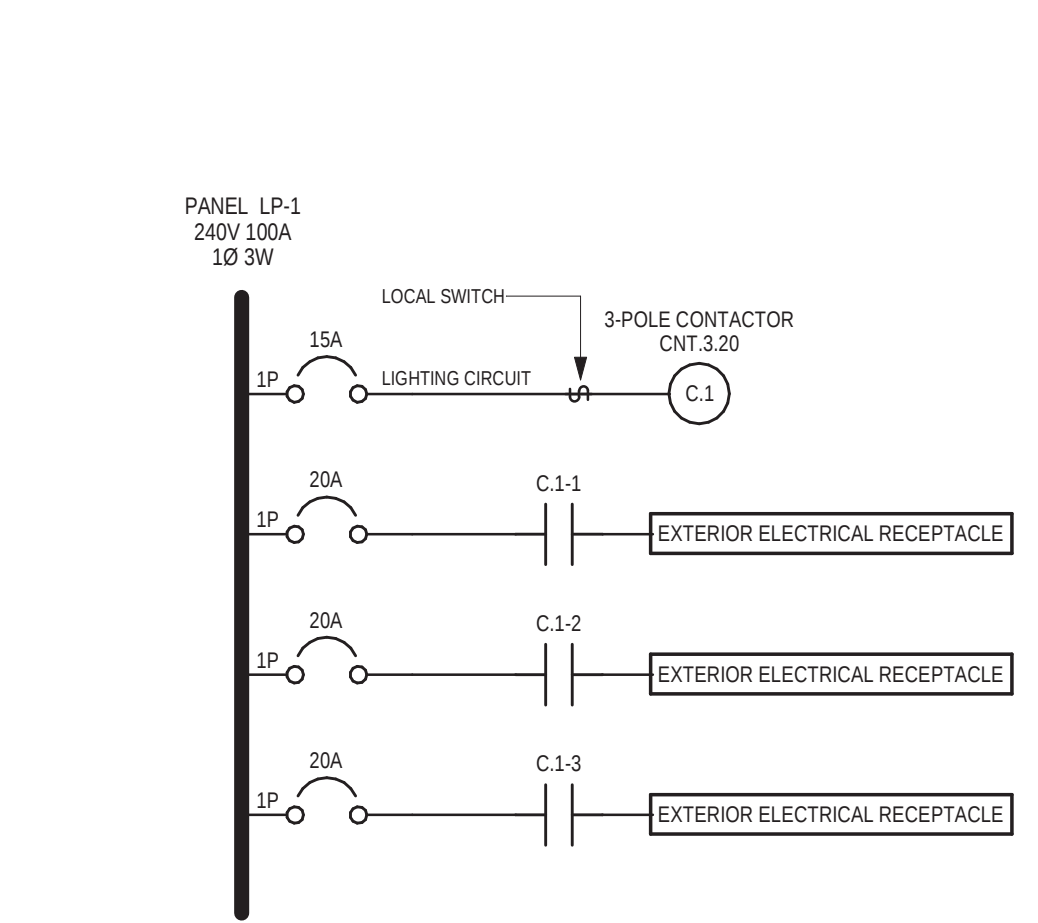 PANEL LP-1
240V 100A
1Ø 3W
LOCAL SWITCH
3-POLE CONTACTOR
CNT.3.20
15A
1P
LIGHTING CIRCUIT
C.1
20A
1P
C.1-1
EXTERIOR ELECTRICAL RECEPTACLE
20A
1P
C.1-2
EXTERIOR ELECTRICAL RECEPTACLE
20A
1P
C.1-3
EXTERIOR ELECTRICAL RECEPTACLE